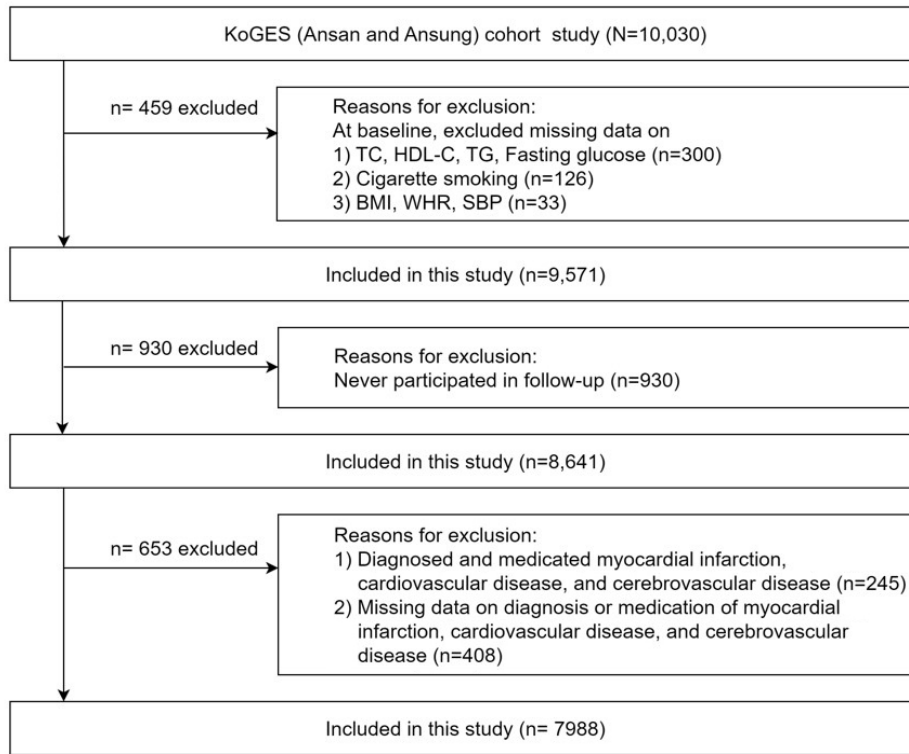 KoGES (Ansan and Ansung) cohort study (N=10,030)
n= 459 excluded
Reasons for exclusion:
At baseline, excluded missing data on
1) TC, HDL-C, TG, Fasting glucose (n=300)
2) Cigarette smoking (n=126)
3) BMI, WHR, SBP (n=33)
Included in this study (n=9,571)
n= 930 excluded
Reasons for exclusion:
Never participated in follow-up (n=930)
Included in this study (n=8,641)
n= 653 excluded
Reasons for exclusion:
1) Diagnosed and medicated myocardial infarction,
cardiovascular disease, and cerebrovascular disease (n=245)
2) Missing data on diagnosis or medication of myocardial
infarction, cardiovascular disease, and cerebrovascular
disease (n=408)
Included in this study (n= 7988)